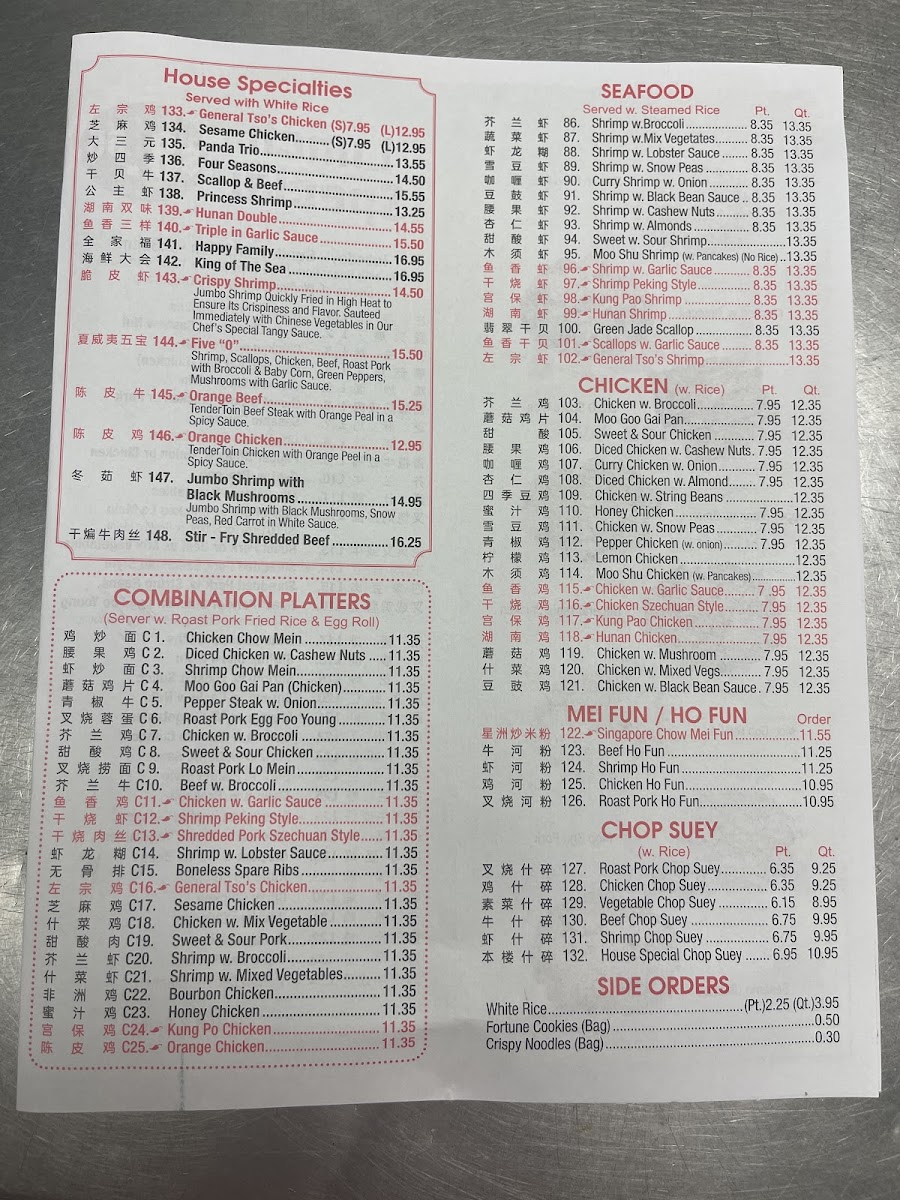 House Specialties
Served with White Rice
左宗鸡 133. General Tso's Chicken (S)7.95 (L)12.95
芝麻鸡 134. Sesame Chicken..........(S)7.95 (L)12.95
大三元 135. Panda Trio..........13.55
炒四季 136. Four Seasons..........14.50
干贝牛 137. Scallop & Beef..........15.55
公主虾 138. Princess Shrimp..........13.25
湖南双味 139. Hunan Double..........14.55
鱼香三样 140. Triple in Garlic Sauce..........15.50
全家福 141. Happy Family..........16.95
海鲜大会 142. King of The Sea..........16.95
脆皮虾 143. Crispy Shrimp..........14.50
Jumbo Shrimp Quickly Fried in High Heat to
Ensure Its Crispiness and Flavor. Sauteed
Immediately with Chinese Vegetables in Our
Chef's Special Tangy Sauce.
夏威夷五宝 144. Five "0"..........15.50
Shrimp, Scallops, Chicken, Beef, Roast Pork
with Broccoli & Baby Corn, Green Peppers,
Mushrooms with Garlic Sauce.
陈皮牛 145. Orange Beef..........15.25
TenderToin Beef Steak with Orange Peal in a
Spicy Sauce.
陈皮鸡 146. Orange Chicken..........12.95
TenderToin Chicken with Orange Peel in a
Spicy Sauce.
冬茹虾 147. Jumbo Shrimp with
Black Mushrooms..........14.95
Jumbo Shrimp with Black Mushrooms, Snow
Peas, Red Carrot in White Sauce.
干煸牛肉丝 148. Stir - Fry Shredded Beef..........16.25
COMBINATION PLATTERS
(Server w. Roast Pork Fried Rice & Egg Roll)
鸡炒面 C 1. Chicken Chow Mein..........11.35
腰果鸡 C 2. Diced Chicken w. Cashew Nuts.....11.35
虾炒面 C 3. Shrimp Chow Mein..........11.35
蘑菇鸡片 C 4. Moo Goo Gai Pan (Chicken)..........11.35
青椒牛 C 5. Pepper Steak w. Onion..........11.35
叉烧蓉蛋 C 6. Roast Pork Egg Foo Young..........11.35
芥兰鸡 C 7. Chicken w. Broccoli..........11.35
甜酸鸡 C 8. Sweet & Sour Chicken..........11.35
叉烧捞面 C 9. Roast Pork Lo Mein..........11.35
芥兰牛 C10. Beef w. Broccoli..........11.35
鱼香鸡 C11. Chicken w. Garlic Sauce..........11.35
干烧虾 C12. Shrimp Peking Style..........11.35
干烧肉丝 C13. Shredded Pork Szechuan Style.....11.35
虾龙糊 C14. Shrimp w. Lobster Sauce..........11.35
无骨排 C15. Boneless Spare Ribs..........11.35
左宗鸡 C16. General Tso's Chicken..........11.35
芝麻鸡 C17. Sesame Chicken..........11.35
什菜鸡 C18. Chicken w. Mix Vegetable..........11.35
甜酸肉 C19. Sweet & Sour Pork..........11.35
芥兰虾 C20. Shrimp w. Broccoli..........11.35
什菜虾 C21. Shrimp w. Mixed Vegetables..........11.35
非洲鸡 C22. Bourbon Chicken..........11.35
蜜汁鸡 C23. Honey Chicken..........11.35
宫保鸡 C24. Kung Po Chicken..........11.35
陈皮鸡 C25. Orange Chicken..........11.35
SEAFOOD
Served w. Steamed Rice Pt. Qt.
芥兰虾 86. Shrimp w.Broccoli..........8.35 13.35
蔬菜虾 87. Shrimp w.Mix Vegetates..........8.35 13.35
虾龙糊 88. Shrimp w. Lobster Sauce..........8.35 13.35
雪豆虾 89. Shrimp w. Snow Peas..........8.35 13.35
咖喱虾 90. Curry Shrimp w. Onion..........8.35 13.35
豆豉虾 91. Shrimp w. Black Bean Sauce..8.35 13.35
腰果虾 92. Shrimp w. Cashew Nuts..........8.35 13.35
杏仁虾 93. Shrimp w. Almonds..........8.35 13.35
甜酸虾 94. Sweet w. Sour Shrimp..........13.35
木须虾 95. Moo Shu Shrimp (w. Pancakes) (No Rice)..13.35
鱼香虾 96. Shrimp w. Garlic Sauce..........8.35 13.35
干烧虾 97. Shrimp Peking Style..........8.35 13.35
宫保虾 98. Kung Pao Shrimp..........8.35 13.35
湖南虾 99. Hunan Shrimp..........8.35 13.35
翡翠干贝 100. Green Jade Scallop..........8.35 13.35
鱼香干贝 101. Scallops w. Garlic Sauce..........8.35 13.35
左宗虾 102. General Tso's Shrimp..........13.35
CHICKEN (w. Rice) Pt. Qt.
芥兰鸡 103. Chicken w. Broccoli..........7.95 12.35
蘑菇鸡片 104. Moo Goo Gai Pan..........7.95 12.35
甜酸 105. Sweet & Sour Chicken..........7.95 12.35
腰果鸡 106. Diced Chicken w. Cashew Nuts. 7.95 12.35
咖喱鸡 107. Curry Chicken w. Onion..........7.95 12.35
杏仁鸡 108. Diced Chicken w. Almond..........7.95 12.35
四季豆鸡 109. Chicken w. String Beans..........12.35
蜜汁鸡 110. Honey Chicken..........7.95 12.35
雪豆鸡 111. Chicken w. Snow Peas..........7.95 12.35
青椒鸡 112. Pepper Chicken (w. onion)..........7.95 12.35
柠檬鸡 113. Lemon Chicken..........12.35
木须鸡 114. Moo Shu Chicken (w. Pancakes)..........12.35
鱼香鸡 115. Chicken w. Garlic Sauce..........7.95 12.35
干烧鸡 116. Chicken Szechuan Style..........7.95 12.35
宫保鸡 117. Kung Pao Chicken..........7.95 12.35
湖南鸡 118. Hunan Chicken..........7.95 12.35
蘑菇鸡 119. Chicken w. Mushroom..........7.95 12.35
什菜鸡 120. Chicken w. Mixed Vegs..........7.95 12.35
豆豉鸡 121. Chicken w. Black Bean Sauce. 7.95 12.35
MEI FUN / HO FUN Order
星洲炒米粉 122. Singapore Chow Mei Fun..........11.55
牛河粉 123. Beef Ho Fun..........11.25
虾河粉 124. Shrimp Ho Fun..........11.25
鸡河粉 125. Chicken Ho Fun..........10.95
叉烧河粉 126. Roast Pork Ho Fun..........10.95
CHOP SUEY
(w. Rice) Pt. Qt.
叉烧什碎 127. Roast Pork Chop Suey..........6.35 9.25
鸡什碎 128. Chicken Chop Suey..........6.35 9.25
素菜什碎 129. Vegetable Chop Suey..........6.15 8.95
牛什碎 130. Beef Chop Suey..........6.75 9.95
虾什碎 131. Shrimp Chop Suey..........6.75 9.95
本楼什碎 132. House Special Chop Suey.......6.95 10.95
SIDE ORDERS
White Rice..........(Pt.)2.25 (Qt.)3.95
Fortune Cookies (Bag)..........0.50
Crispy Noodles (Bag)..........0.30